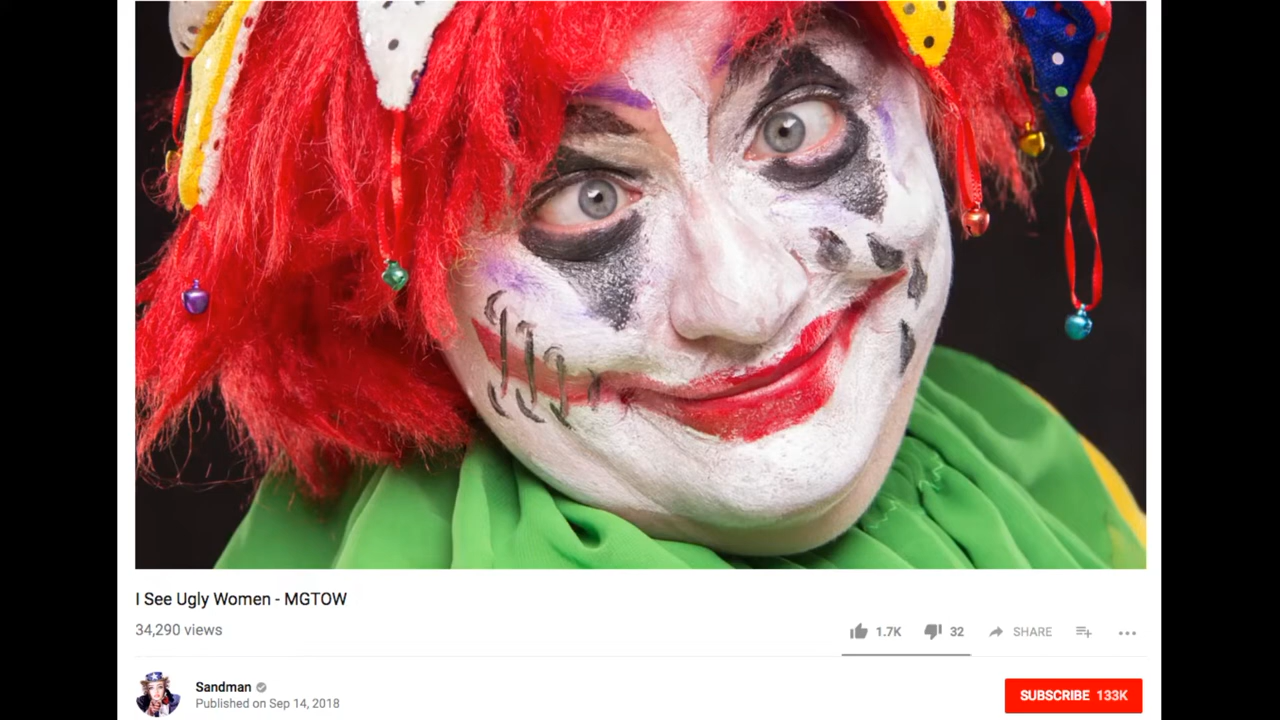 I See Ugly Women - MGTOW
34,290 views
1.7K 32 SHARE
Sandman
Published on Sep 14, 2018
SUBSCRIBE 133K